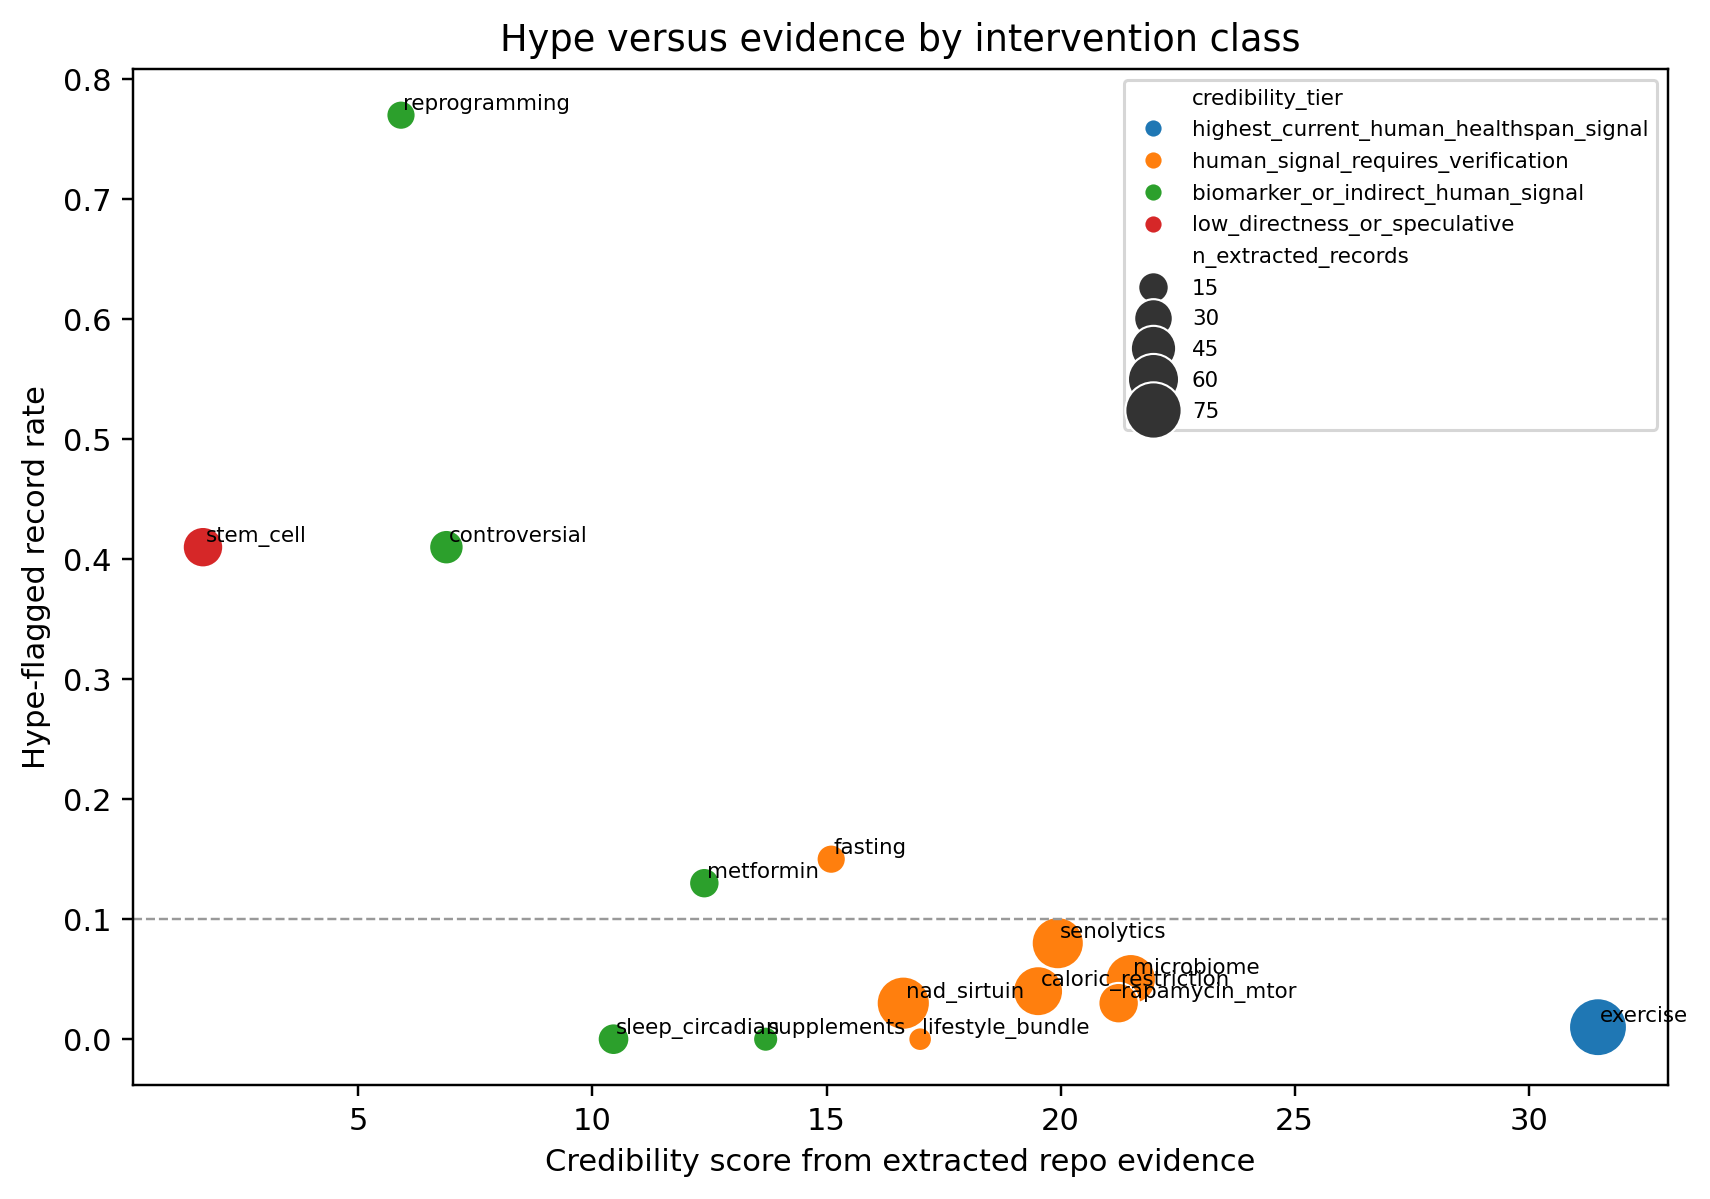 Hype versus evidence by intervention class
Hype-flagged record rate
0.8
0.7
0.6
0.5
0.4
0.3
0.2
0.1
0.0
reprogramming
stem_cell
controversial
fasting
metformin
senolytics
microbiome
caloric_restriction
rapamycin_mtor
nad_sirtuin
sleep_circadian
supplements
lifestyle_bundle
exercise
credibility_tier
highest_current_human_healthspan_signal
human_signal_requires_verification
biomarker_or_indirect_human_signal
low_directness_or_speculative
n_extracted_records
15
30
45
60
75
5
10
15
20
25
30
Credibility score from extracted repo evidence